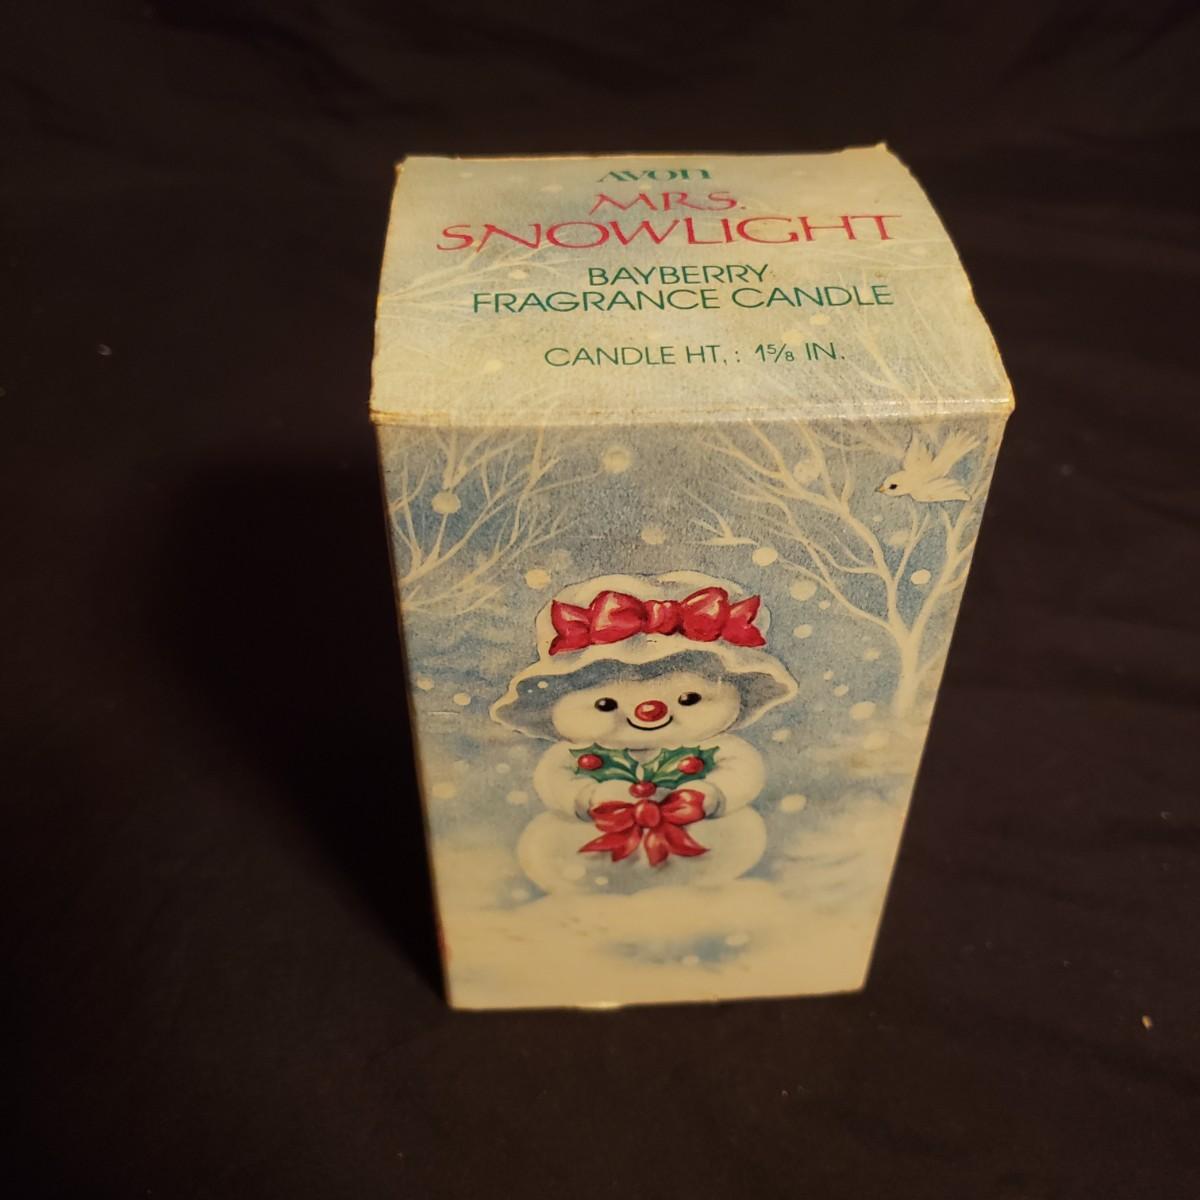 AVON
MRS.
SNOWLIGHT
BAYBERRY
FRAGRANCE CANDLE
CANDLE HT.: 1⅝ IN.